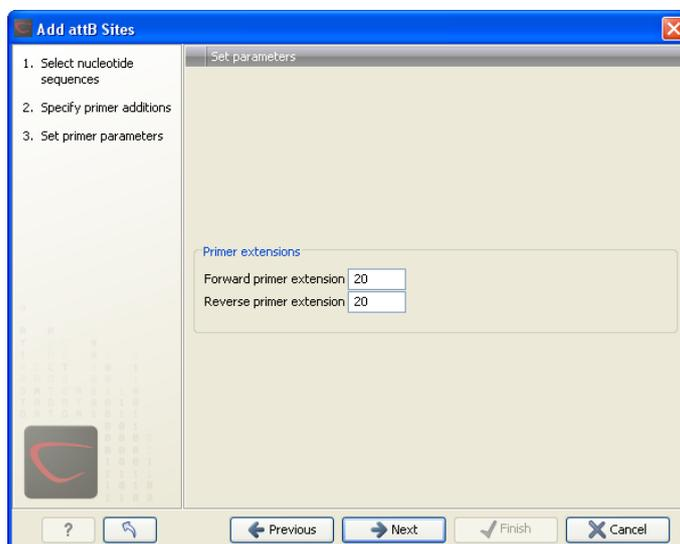 Add attB Sites
1. Select nucleotide
sequences
2. Specify primer additions
3. Set primer parameters
Set parameters
Primer extensions
Forward primer extension 20
Reverse primer extension 20
?
Previous
Next
Finish
Cancel